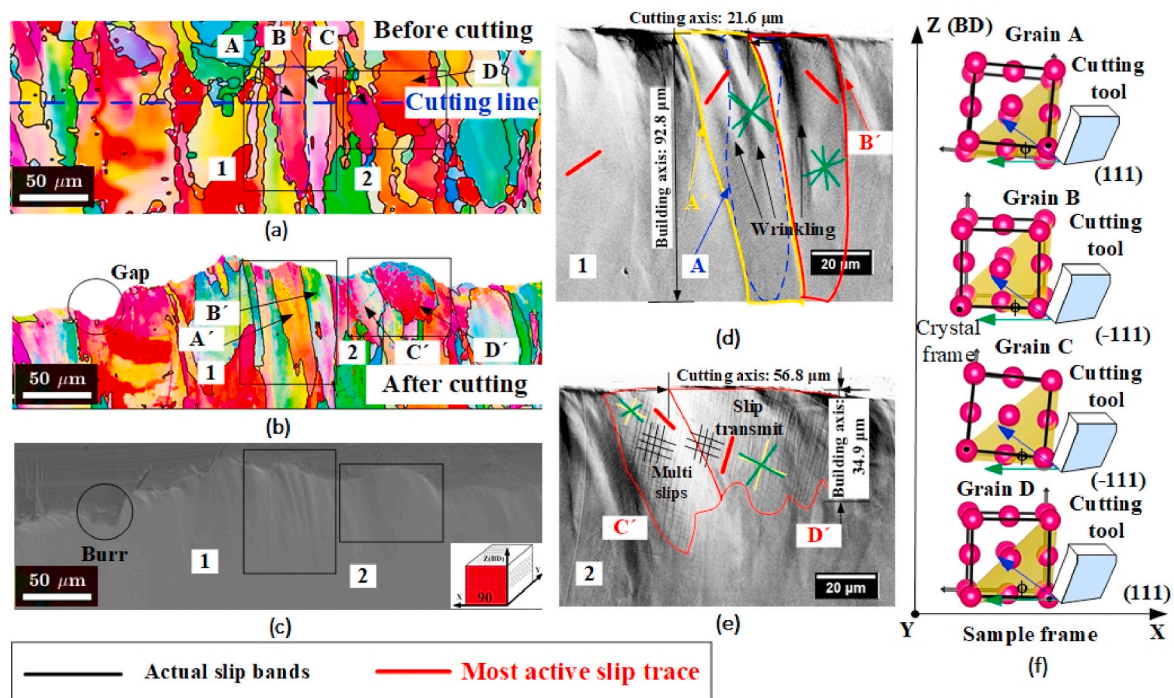 A
B
C
Before cutting
D
Cutting line
1
2
50 μm
(a)
Gap
B´
A´
1
2
C´
D´
50 μm
After cutting
(b)
Burr
1
2
50 μm
Z(BD)
Y
X
90
(c)
Cutting axis: 21.6 μm
Building axis: 92.8 μm
B´
A´
Wrinkling
A
1
20 μm
(d)
Cutting axis: 56.8 μm
Slip
transmit
Building axis:
34.9 μm
Multi
slips
C´
D´
2
20 μm
(e)
Z (BD)
Grain A
Cutting
tool
ϕ
(111)
Grain B
Cutting
tool
ϕ
Crystal
frame
(-111)
Grain C
Cutting
tool
ϕ
(-111)
Grain D
Cutting
tool
ϕ
(111)
Y
Sample frame
X
(f)
Actual slip bands
Most active slip trace